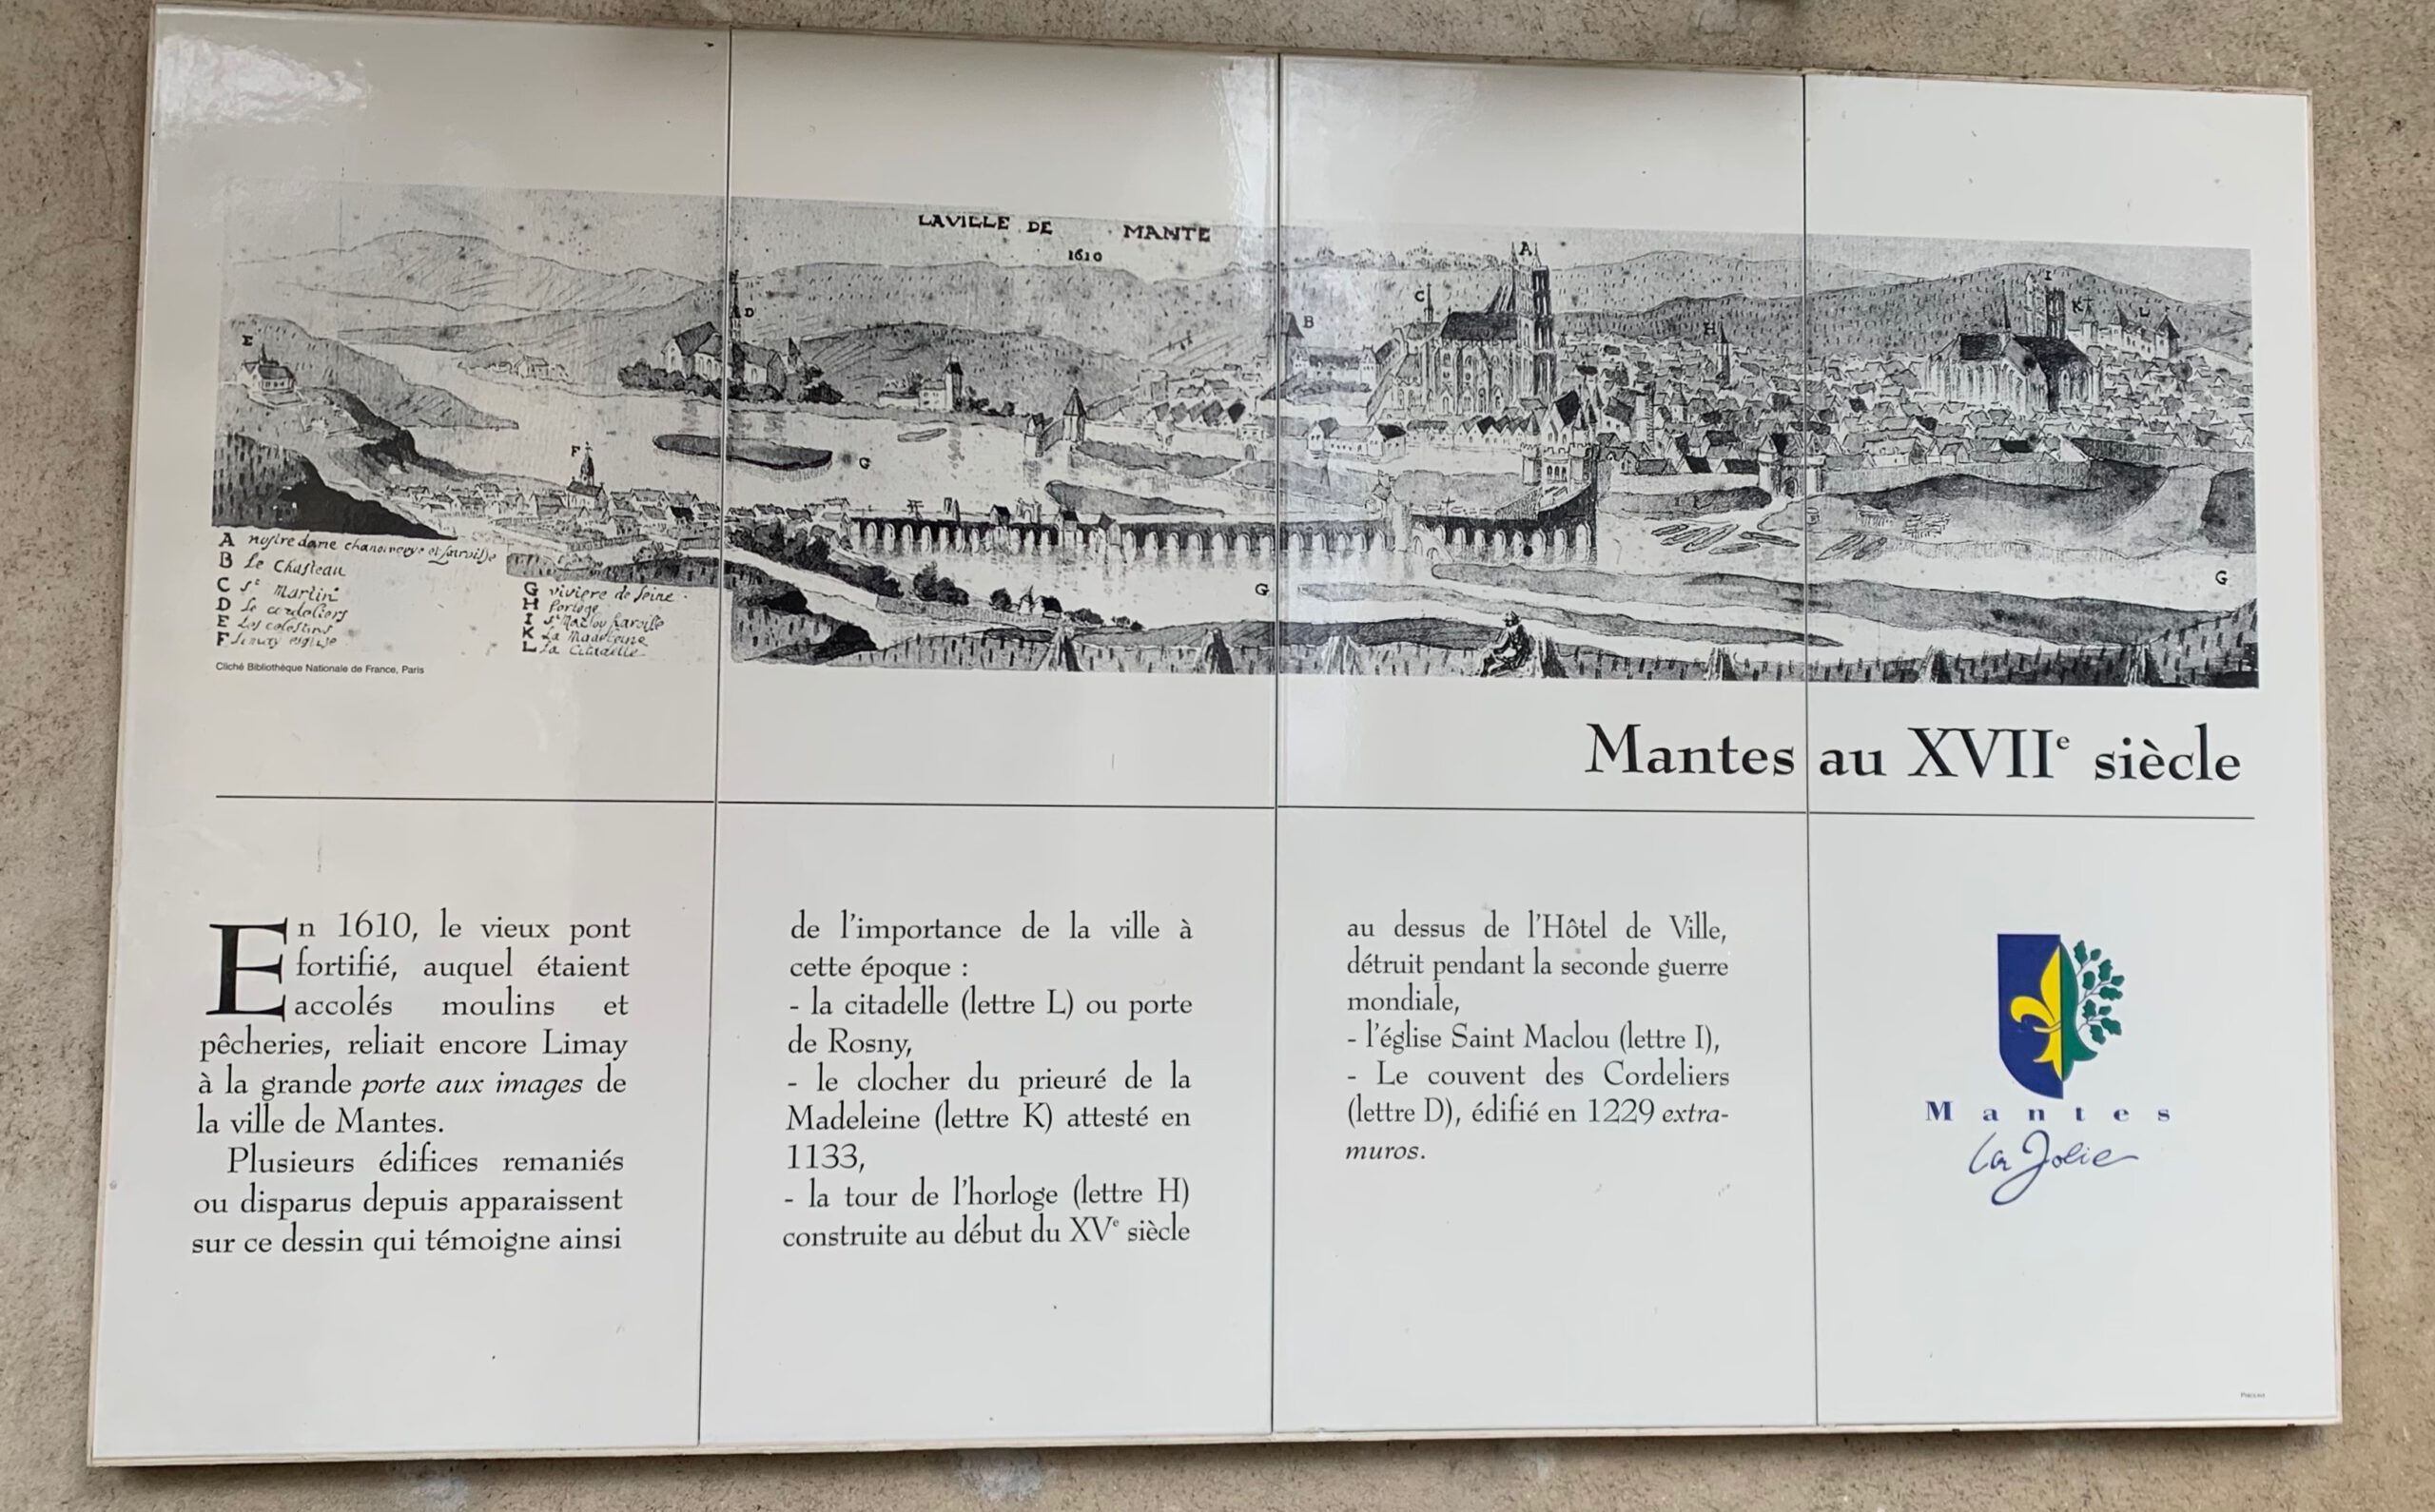 LA VILLE DE MANTE
1610
A
B
C
D
E
F
G
G
G
H
I
K
L
A nostre dame
B Le Chasteau
C St Martin
D Le cordeliers
E Les celestins
F
G riviere de seine
H horloge
I St Maclou
K La Madeleine
L La Citadelle
Cliché Bibliothèque Nationale de France, Paris
Mantes au XVIIe siècle
En 1610, le vieux pont
fortifié, auquel étaient
accolés moulins et
pêcheries, reliait encore Limay
à la grande porte aux images de
la ville de Mantes.
Plusieurs édifices remaniés
ou disparus depuis apparaissent
sur ce dessin qui témoigne ainsi
de l'importance de la ville à
cette époque :
- la citadelle (lettre L) ou porte
de Rosny,
- le clocher du prieuré de la
Madeleine (lettre K) attesté en
1133,
- la tour de l'horloge (lettre H)
construite au début du XVe siècle
au dessus de l'Hôtel de Ville,
détruit pendant la seconde guerre
mondiale,
- l'église Saint Maclou (lettre I),
- Le couvent des Cordeliers
(lettre D), édifié en 1229 extra-
muros.
Mantes
la Jolie